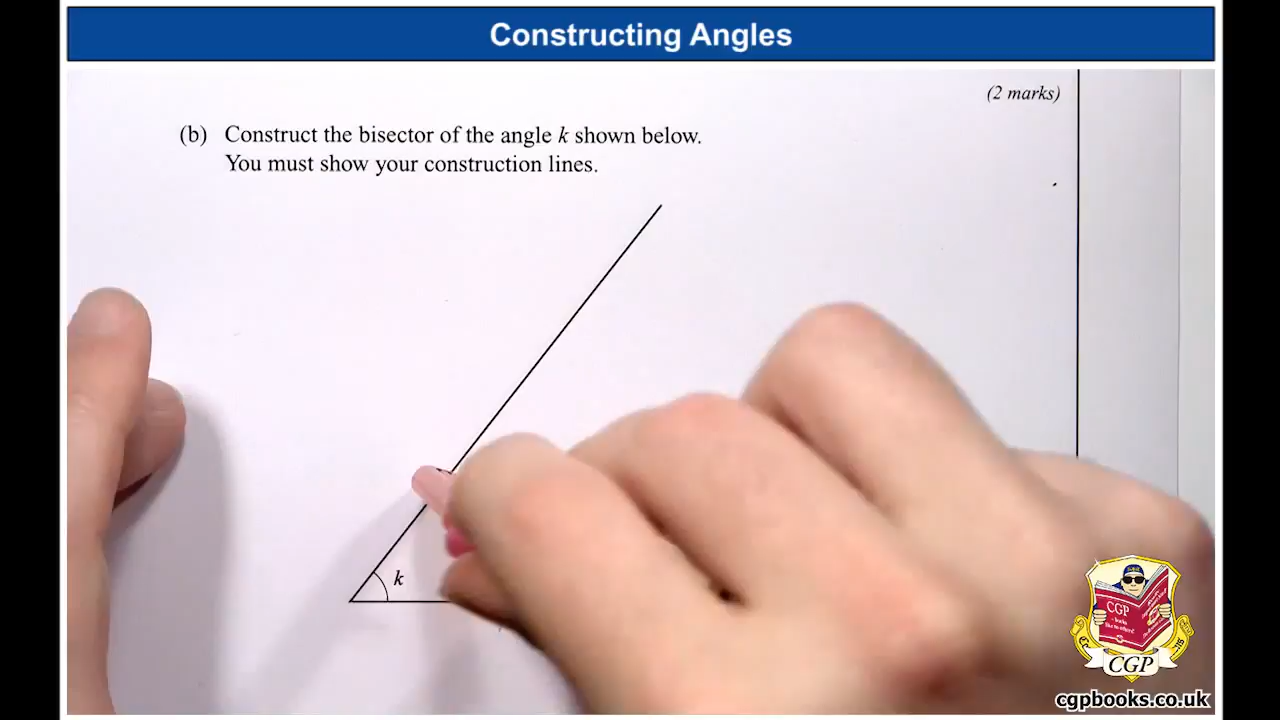 Constructing Angles
(2 marks)
(b) Construct the bisector of the angle k shown below.
You must show your construction lines.
k
CGP
CGP
cgpbooks.co.uk